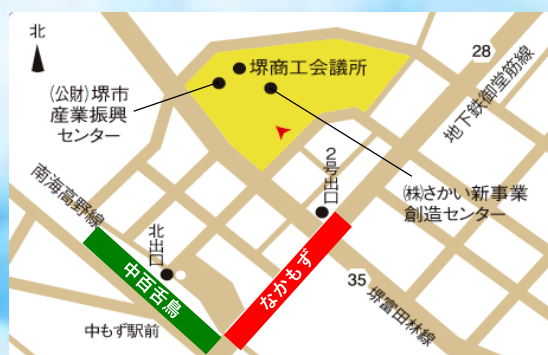 北
28
堺商工会議所
(公財)堺市
産業振興
センター
地下鉄御堂筋線
2号出口
(株)さかい新事業
創造センター
南海高野線
北出口
中百舌鳥
なかもず
35
堺富田林線
中もず駅前